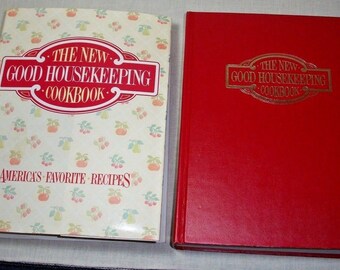 THE NEW
GOOD HOUSEKEEPING
COOKBOOK
AMERICA'S • FAVORITE • RECIPES
THE NEW
GOOD HOUSEKEEPING
COOKBOOK